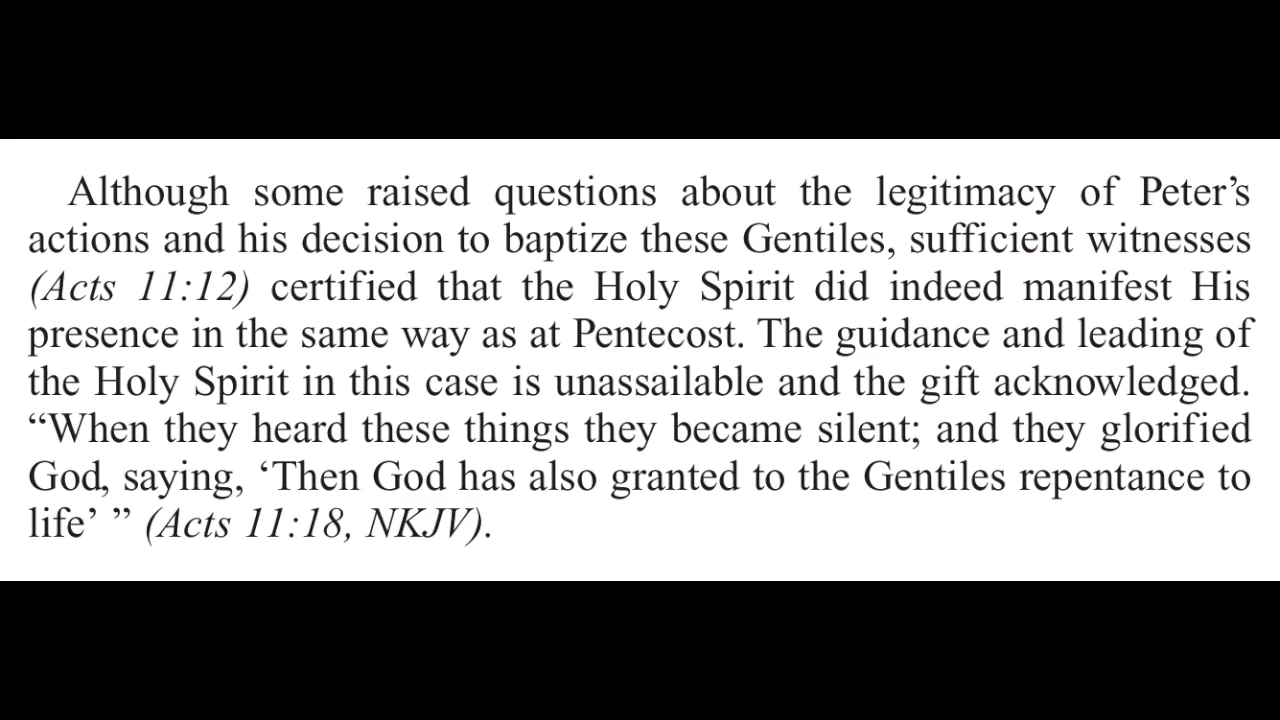 Although some raised questions about the legitimacy of Peter’s
actions and his decision to baptize these Gentiles, sufficient witnesses
(Acts 11:12) certified that the Holy Spirit did indeed manifest His
presence in the same way as at Pentecost. The guidance and leading of
the Holy Spirit in this case is unassailable and the gift acknowledged.
“When they heard these things they became silent; and they glorified
God, saying, ‘Then God has also granted to the Gentiles repentance to
life’ ” (Acts 11:18, NKJV).